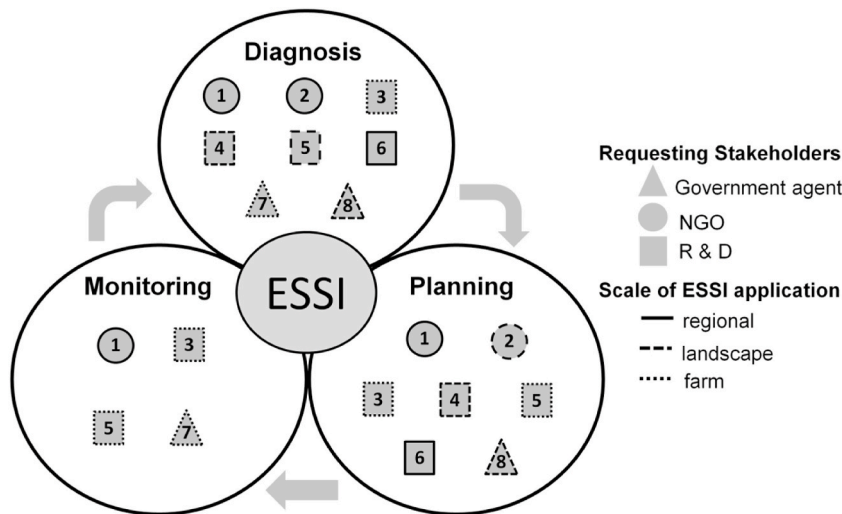 Diagnosis
1 2 3
4 5 6
7 8
Monitoring
1 3
5 7
ESSI
Planning
1 2
3 4 5
6 8
Requesting Stakeholders
Government agent
NGO
R & D
Scale of ESSI application
regional
landscape
farm